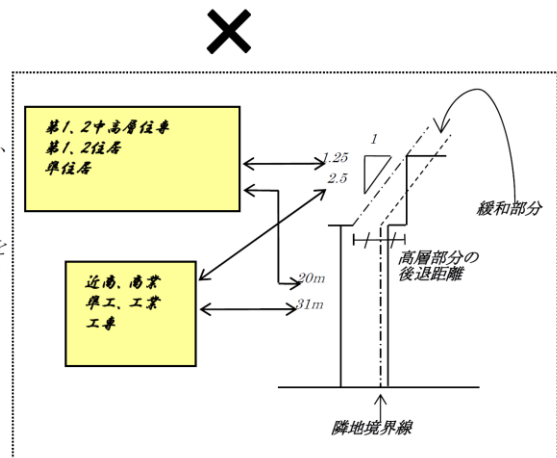 第1、2中高層住専
第1、2住居
準住居
1
1.25
2.5
緩和部分
高層部分の
後退距離
近商、商業
準工、工業
工専
20m
31m
隣地境界線